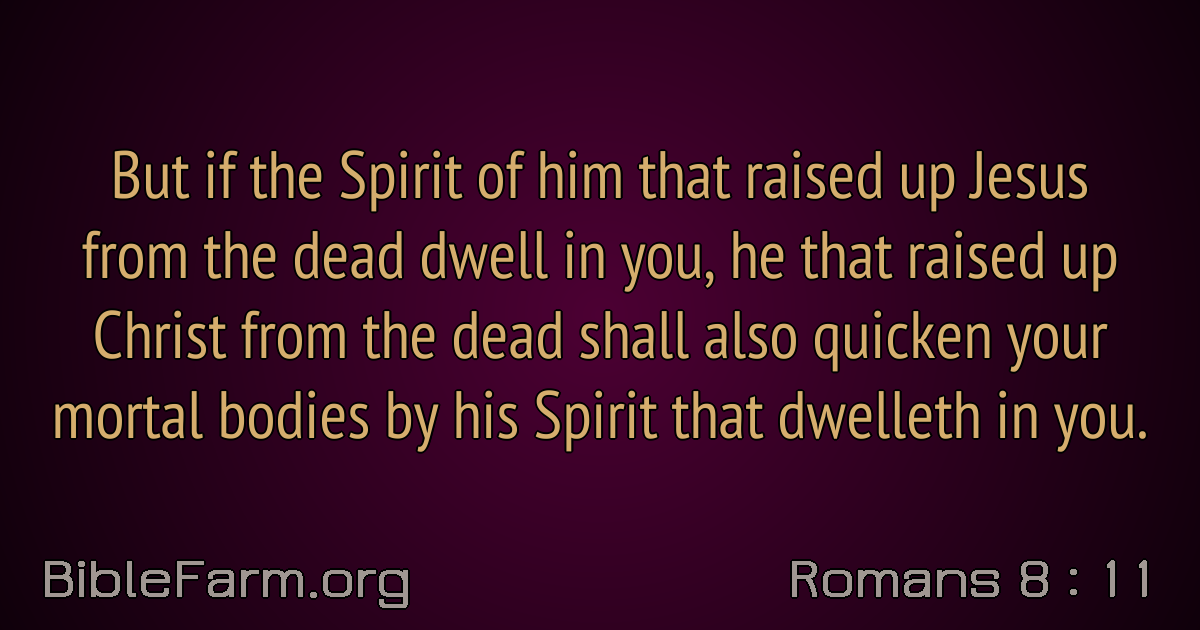 But if the Spirit of him that raised up Jesus
from the dead dwell in you, he that raised up
Christ from the dead shall also quicken your
mortal bodies by his Spirit that dwelleth in you.
BibleFarm.org
Romans 8 : 11